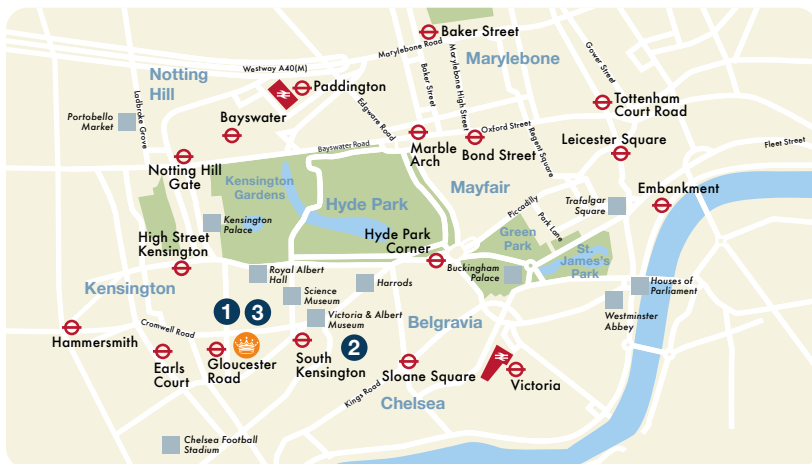 Baker Street
Marylebone Road
Marylebone
Gower Street
Westway A40(M)
Notting
Hill
Paddington
Baker Street
Marylebone High Street
Ladbroke Grove
Portobello
Market
Edgware Road
Tottenham
Court Road
Bayswater
Oxford Street
Regent Square
Marble
Arch
Bond Street
Leicester Square
Fleet Street
Bayswater Road
Notting Hill
Gate
Kensington
Gardens
Mayfair
Embankment
Hyde Park
Piccadilly
Trafalgar
Square
Park Lane
Kensington
Palace
High Street
Kensington
Hyde Park
Corner
Green
Park
St.
James's
Park
Buckingham
Palace
Royal Albert
Hall
Harrods
Houses of
Parliament
Kensington
Science
Museum
Westminster
Abbey
1
3
Victoria & Albert
Museum
Belgravia
Cromwell Road
Hammersmith
2
Earls
Court
Gloucester
Road
South
Kensington
Sloane Square
Victoria
Kings Road
Chelsea
Chelsea Football
Stadium